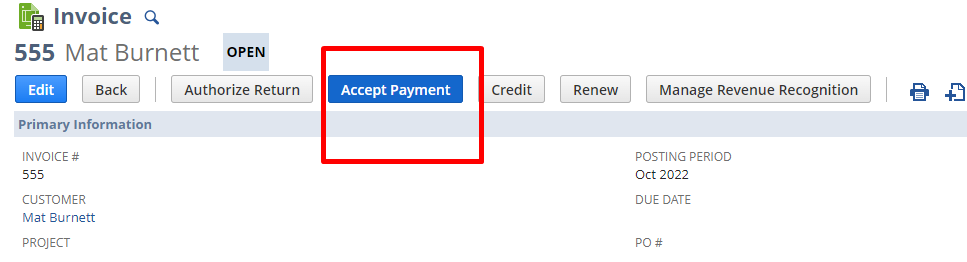 Invoice
555 Mat Burnett OPEN
Edit Back Authorize Return Accept Payment Credit Renew Manage Revenue Recognition
Primary Information
INVOICE # POSTING PERIOD
555 Oct 2022
CUSTOMER DUE DATE
Mat Burnett
PROJECT PO #